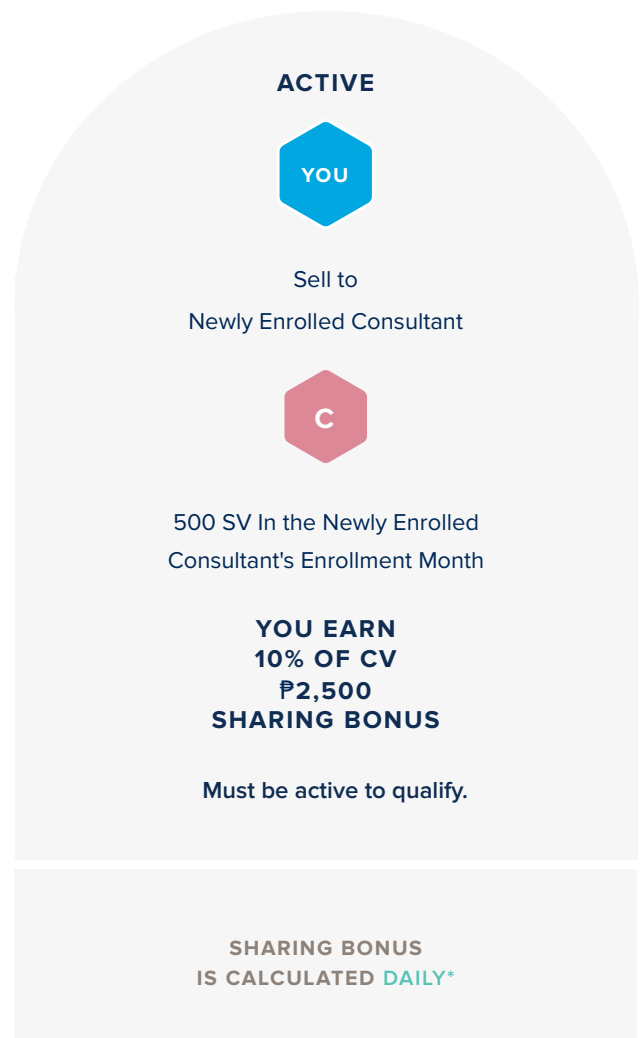 ACTIVE
YOU
Sell to
Newly Enrolled Consultant
C
500 SV In the Newly Enrolled
Consultant's Enrollment Month
YOU EARN
10% OF CV
₱2,500
SHARING BONUS
Must be active to qualify.
SHARING BONUS
IS CALCULATED DAILY*